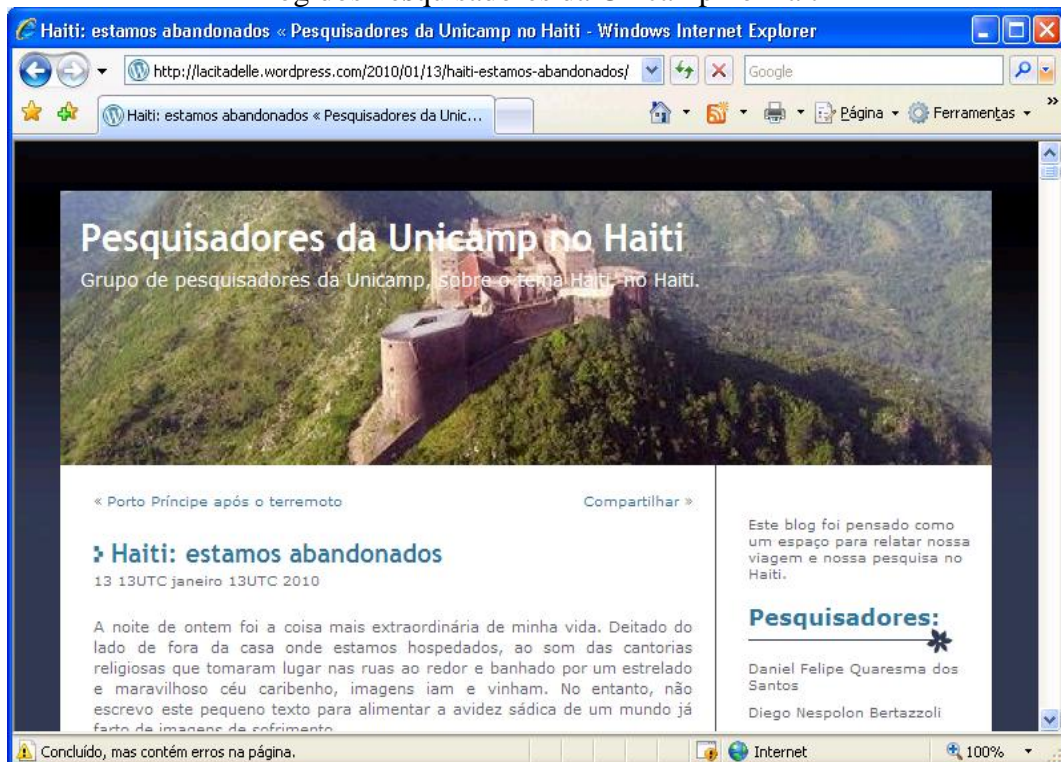 Haiti: estamos abandonados « Pesquisadores da Unicamp no Haiti - Windows Internet Explorer
http://lacitadelle.wordpress.com/2010/01/13/haiti-estamos-abandonados/
Google
Haiti: estamos abandonados « Pesquisadores da Unic...
Página
Ferramentas
»
Pesquisadores da Unicamp no Haiti
Grupo de pesquisadores da Unicamp, sobre o tema Haiti, no Haiti.
« Porto Príncipe após o terremoto
Compartilhar »
Haiti: estamos abandonados
13 13UTC janeiro 13UTC 2010
A noite de ontem foi a coisa mais extraordinária de minha vida. Deitado do
lado de fora da casa onde estamos hospedados, ao som das cantorias
religiosas que tomaram lugar nas ruas ao redor e banhado por um estrelado
e maravilhoso céu caribenho, imagens iam e vinham. No entanto, não
escrevo este pequeno texto para alimentar a avidez sádica de um mundo já
farto de imagens de sofrimento.
Este blog foi pensado como
um espaço para relatar nossa
viagem e nossa pesquisa no
Haiti.
Pesquisadores:
Daniel Felipe Quaresma dos
Santos
Diego Nespolon Bertazzoli
Concluído, mas contém erros na página.
Internet
100%